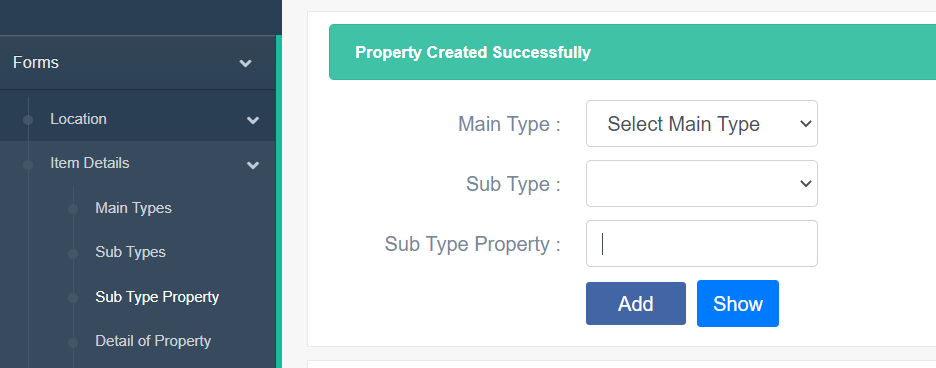 Forms
Location
Item Details
Main Types
Sub Types
Sub Type Property
Detail of Property
Property Created Successfully
Main Type : Select Main Type
Sub Type :
Sub Type Property :
Add Show